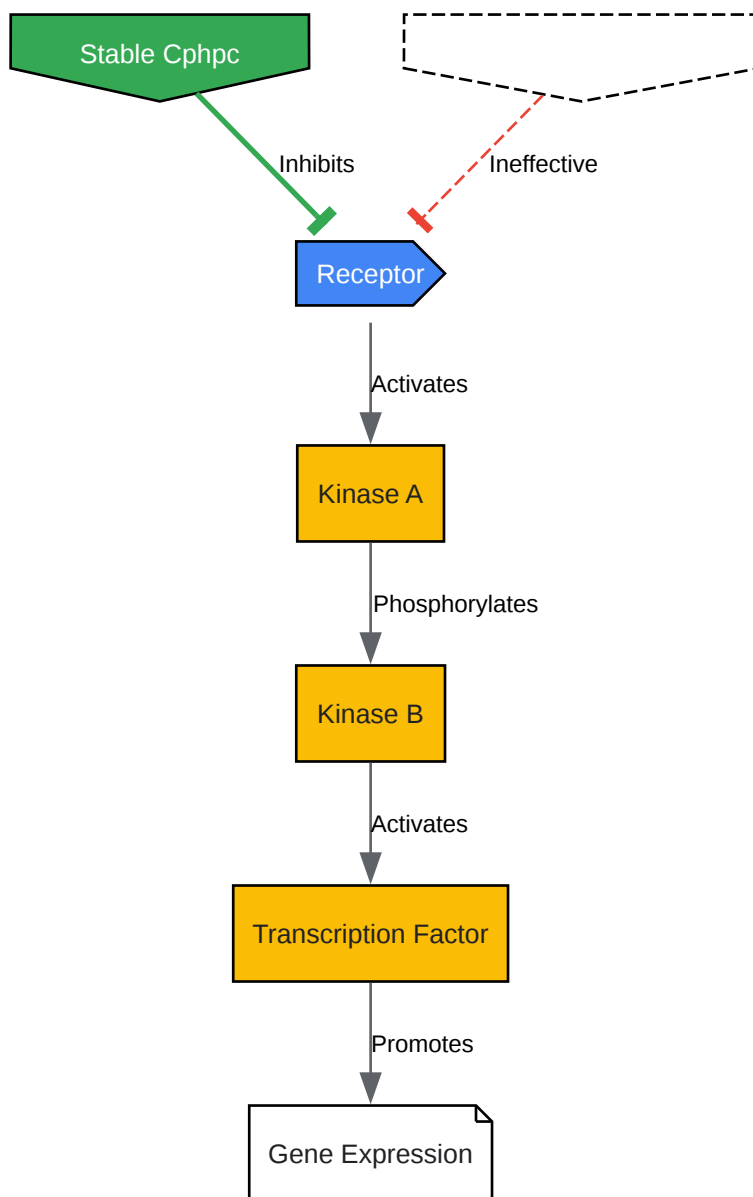 Stable Cphpc
Inhibits
Ineffective
Receptor
Activates
Kinase A
Phosphorylates
Kinase B
Activates
Transcription Factor
Promotes
Gene Expression